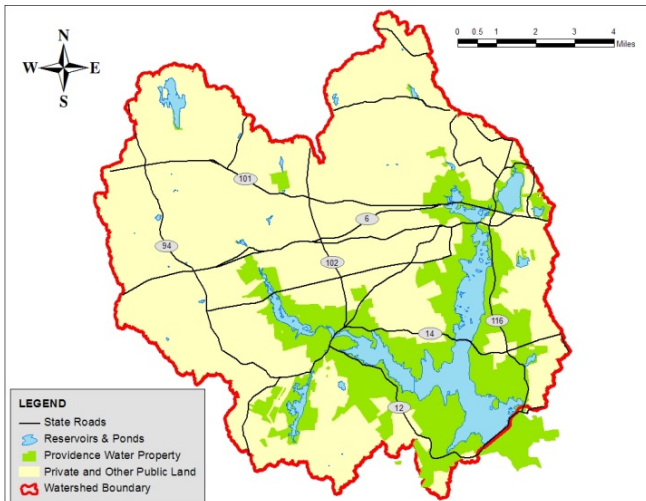 N
W E
S
0 0.5 1 2 3 4
Miles
101
6
94
102
14
116
12
LEGEND
State Roads
Reservoirs & Ponds
Providence Water Property
Private and Other Public Land
Watershed Boundary